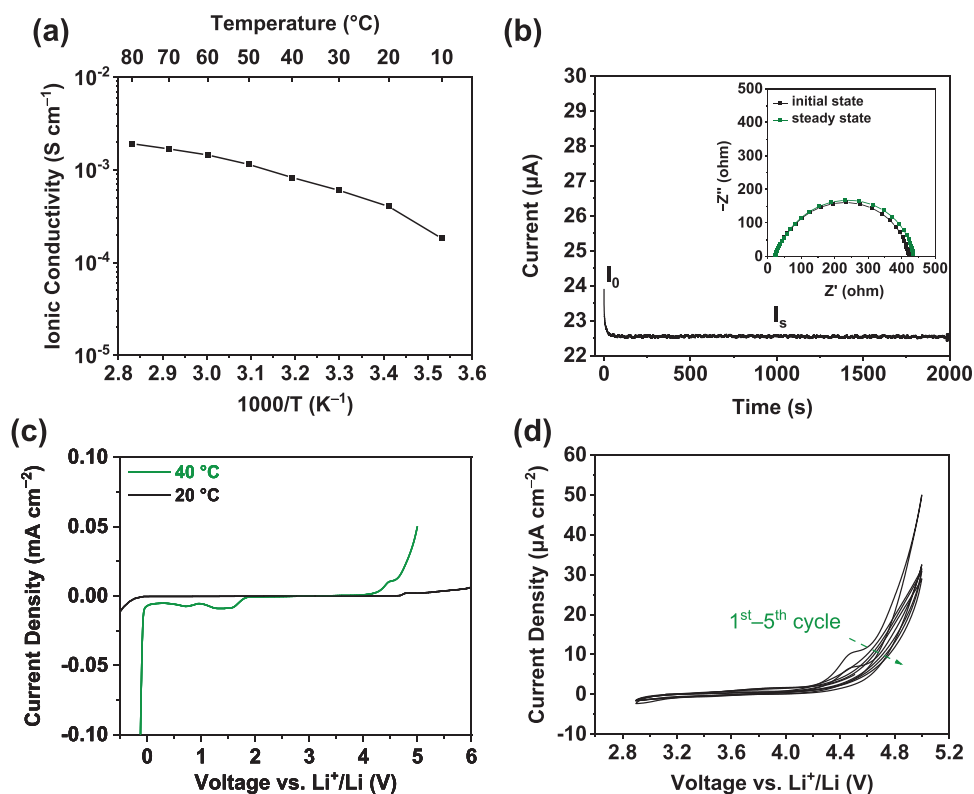 (a)
Temperature (°C)
80 70 60 50 40 30 20 10
Ionic Conductivity (S cm⁻¹)
10⁻²
10⁻³
10⁻⁴
10⁻⁵
2.8 2.9 3.0 3.1 3.2 3.3 3.4 3.5 3.6
1000/T (K⁻¹)
(b)
Current (µA)
30
29
28
27
26
25
24
23
22
I₀
Iₛ
0 500 1000 1500 2000
Time (s)
initial state
steady state
−Z'' (ohm)
500
400
300
200
100
0
0 100 200 300 400 500
Z' (ohm)
(c)
Current Density (mA cm⁻²)
0.10
0.05
0.00
-0.05
-0.10
40 °C
20 °C
0 1 2 3 4 5 6
Voltage vs. Li⁺/Li (V)
(d)
Current Density (µA cm⁻²)
60
50
40
30
20
10
0
-10
1ˢᵗ–5ᵗʰ cycle
2.8 3.2 3.6 4.0 4.4 4.8 5.2
Voltage vs. Li⁺/Li (V)